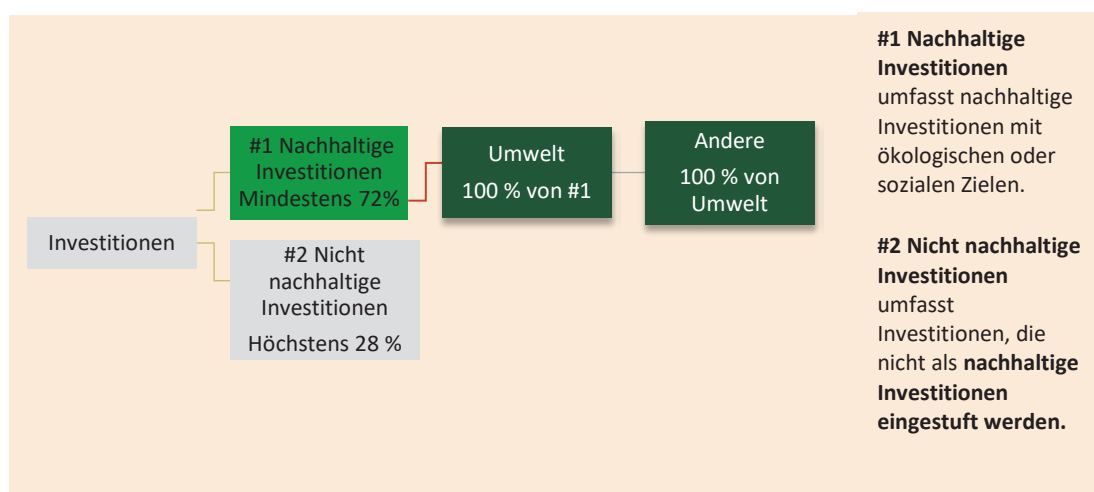 Investitionen
#1 Nachhaltige
Investitionen
Mindestens 72%
#2 Nicht
nachhaltige
Investitionen
Höchstens 28 %
Umwelt
100 % von #1
Andere
100 % von
Umwelt
#1 Nachhaltige
Investitionen
umfasst nachhaltige
Investitionen mit
ökologischen oder
sozialen Zielen.
#2 Nicht nachhaltige
Investitionen
umfasst
Investitionen, die
nicht als nachhaltige
Investitionen
eingestuft werden.